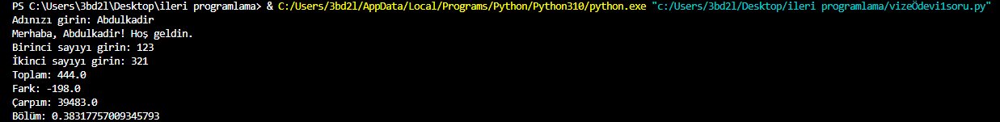 PS C:\Users\3bd2l\Desktop\ileri programlama> & C:/Users/3bd2l/AppData/Local/Programs/Python/Python310/python.exe "c:/Users/3bd2l/Desktop/ileri programlama/vizeÖdevi1soru.py"
Adınızı girin: Abdulkadir
Merhaba, Abdulkadir! Hoş geldin.
Birinci sayıyı girin: 123
İkinci sayıyı girin: 321
Toplam: 444.0
Fark: -198.0
Çarpım: 39483.0
Bölüm: 0.38317757009345793